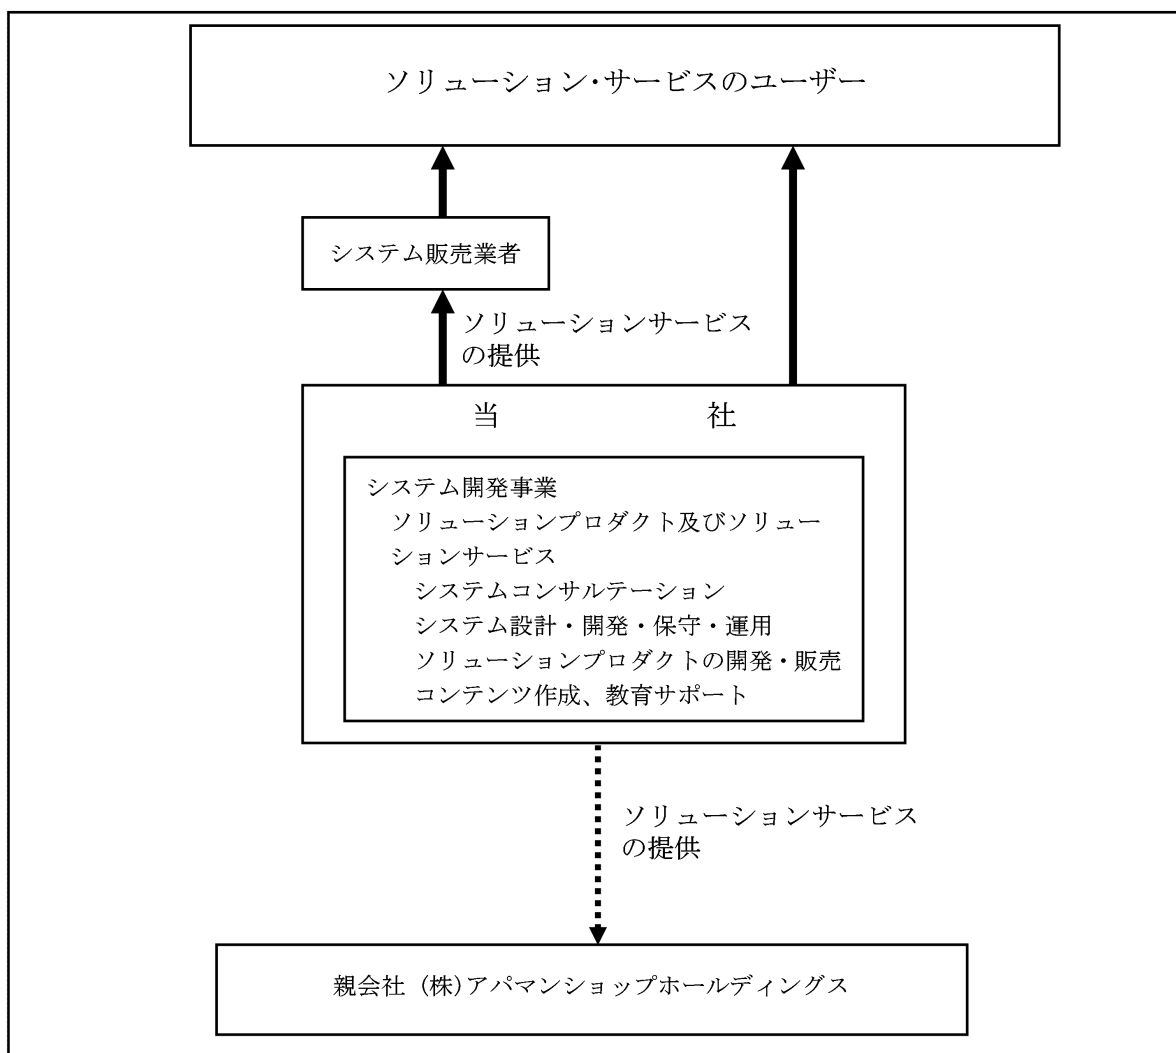 ソリューション・サービスのユーザー
システム販売業者
ソリューションサービス
の提供
当　社
システム開発事業
ソリューションプロダクト及びソリュー
ションサービス
システムコンサルテーション
システム設計・開発・保守・運用
ソリューションプロダクトの開発・販売
コンテンツ作成、教育サポート
ソリューションサービス
の提供
親会社 (株)アパマンショップホールディングス